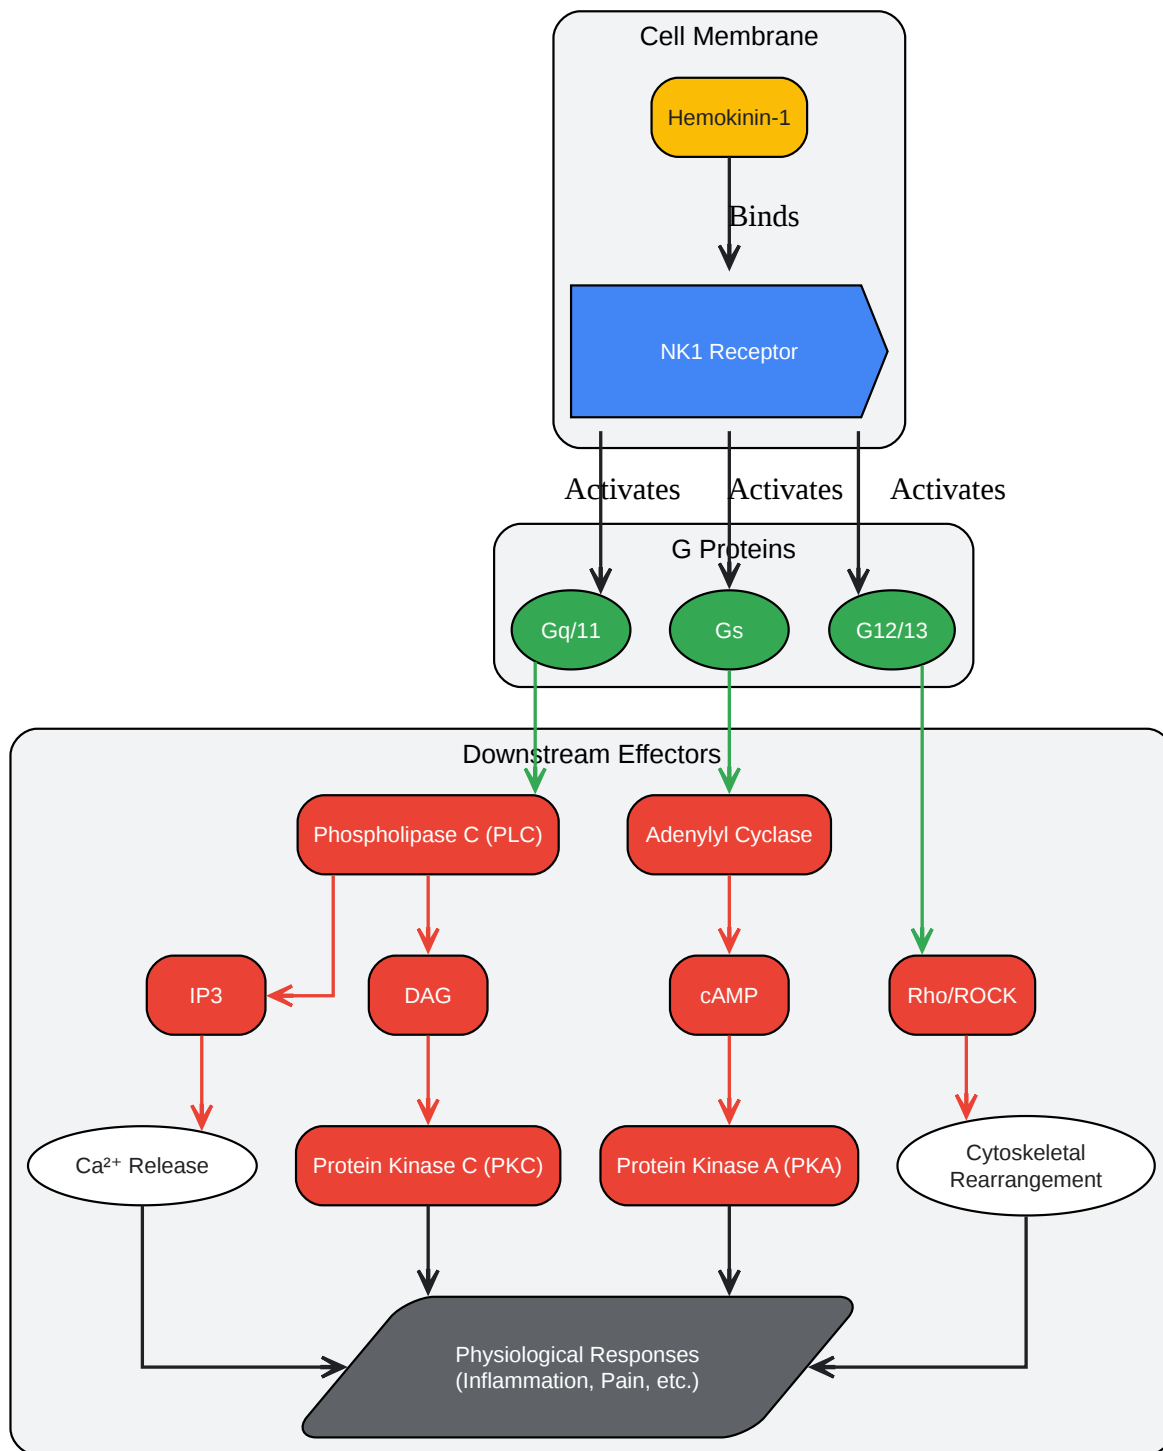 Cell Membrane
Hemokinin-1
Binds
NK1 Receptor
Activates
Activates
Activates
G Proteins
Gq/11
Gs
G12/13
Downstream Effectors
Phospholipase C (PLC)
Adenylyl Cyclase
IP3
DAG
cAMP
Rho/ROCK
Ca²⁺ Release
Protein Kinase C (PKC)
Protein Kinase A (PKA)
Cytoskeletal
Rearrangement
Physiological Responses
(Inflammation, Pain, etc.)